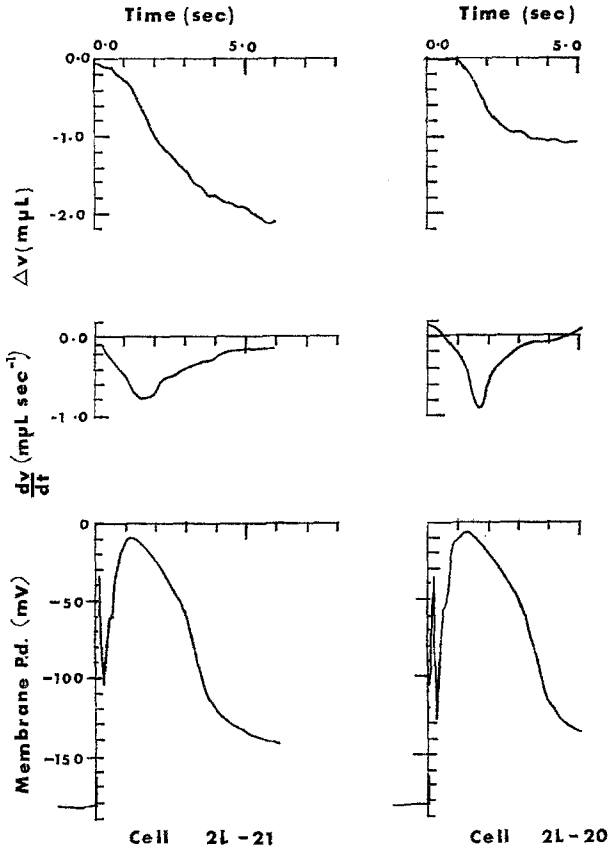 Time (sec)
0·0 5·0
0·0
-1·0
-2·0
Δv(mμL)
0·0
-1·0
dv/dt (mμL sec⁻¹)
0
-50
-100
-150
Membrane P.d. (mV)
Cell 2L-21
Time (sec)
0·0 5·0
Cell 2L-20